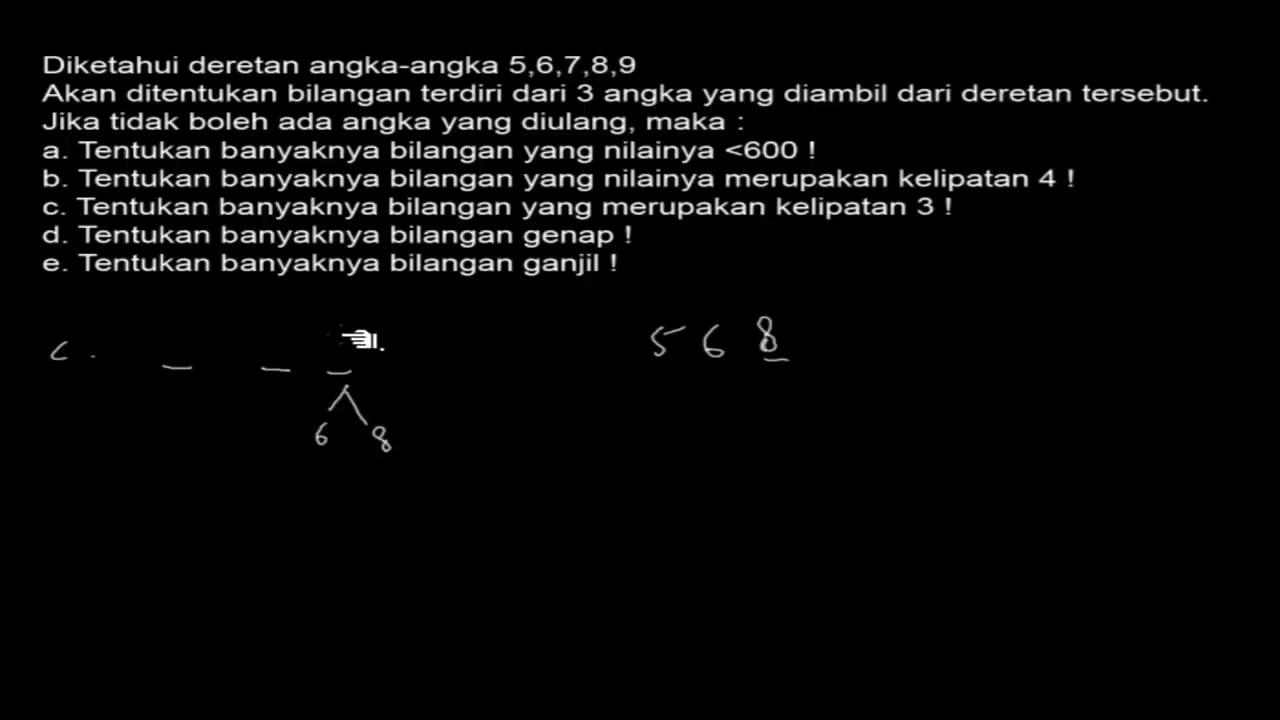 Diketahui deretan angka-angka 5,6,7,8,9
Akan ditentukan bilangan terdiri dari 3 angka yang diambil dari deretan tersebut.
Jika tidak boleh ada angka yang diulang, maka :
a. Tentukan banyaknya bilangan yang nilainya <600 !
b. Tentukan banyaknya bilangan yang nilainya merupakan kelipatan 4 !
c. Tentukan banyaknya bilangan yang merupakan kelipatan 3 !
d. Tentukan banyaknya bilangan genap !
e. Tentukan banyaknya bilangan ganjil !
c. _ _ _ 5 6 8
6 8